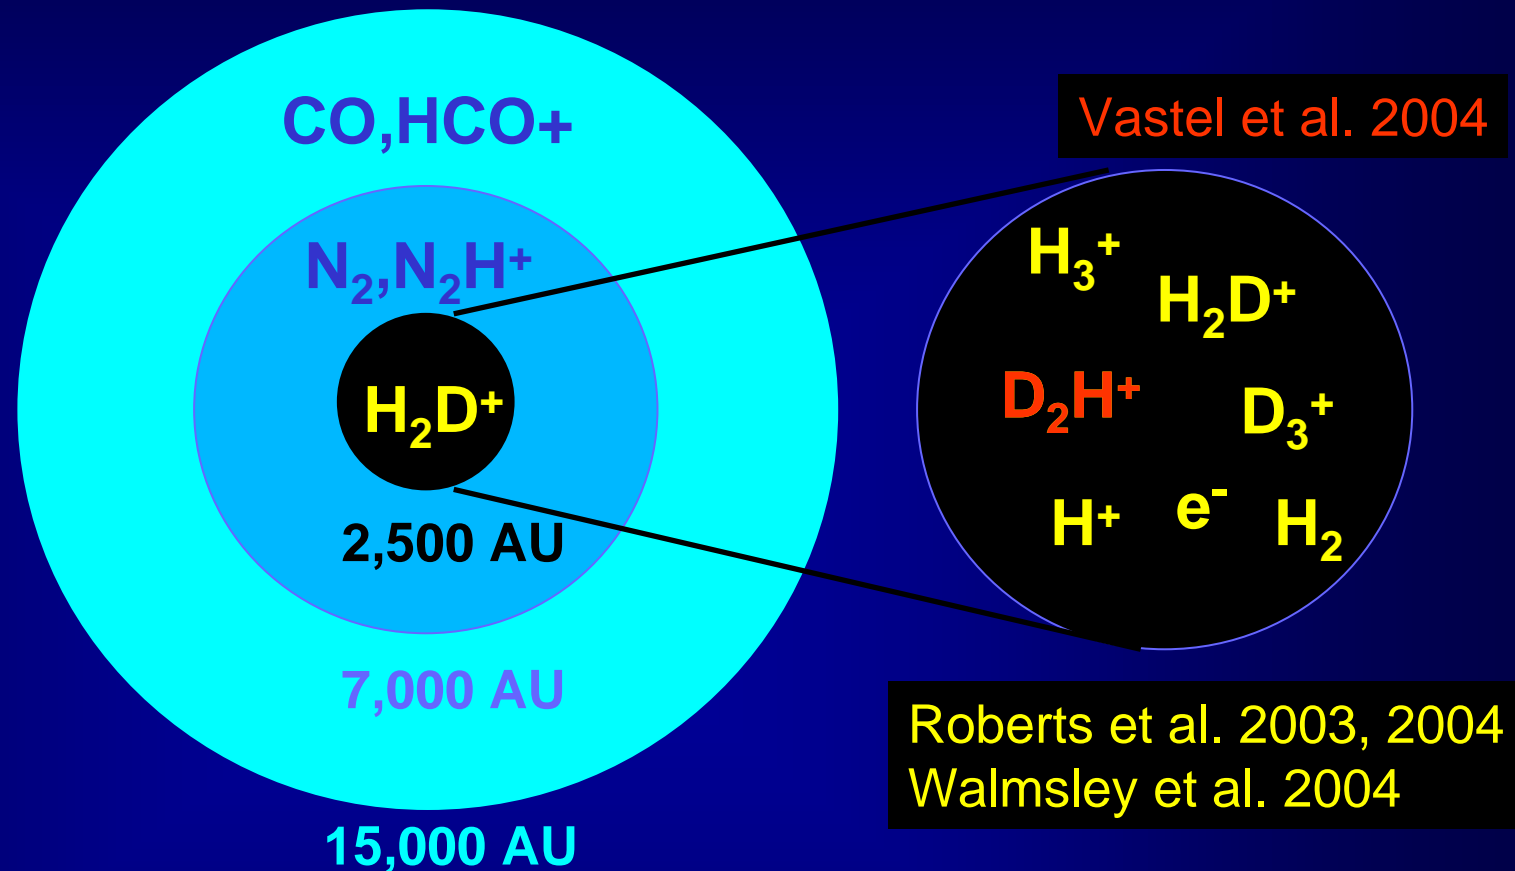 CO,HCO+
N₂,N₂H⁺
H₂D⁺
2,500 AU
7,000 AU
15,000 AU
Vastel et al. 2004
H₃⁺
H₂D⁺
D₂H⁺
D₃⁺
H⁺
e⁻
H₂
Roberts et al. 2003, 2004
Walmsley et al. 2004